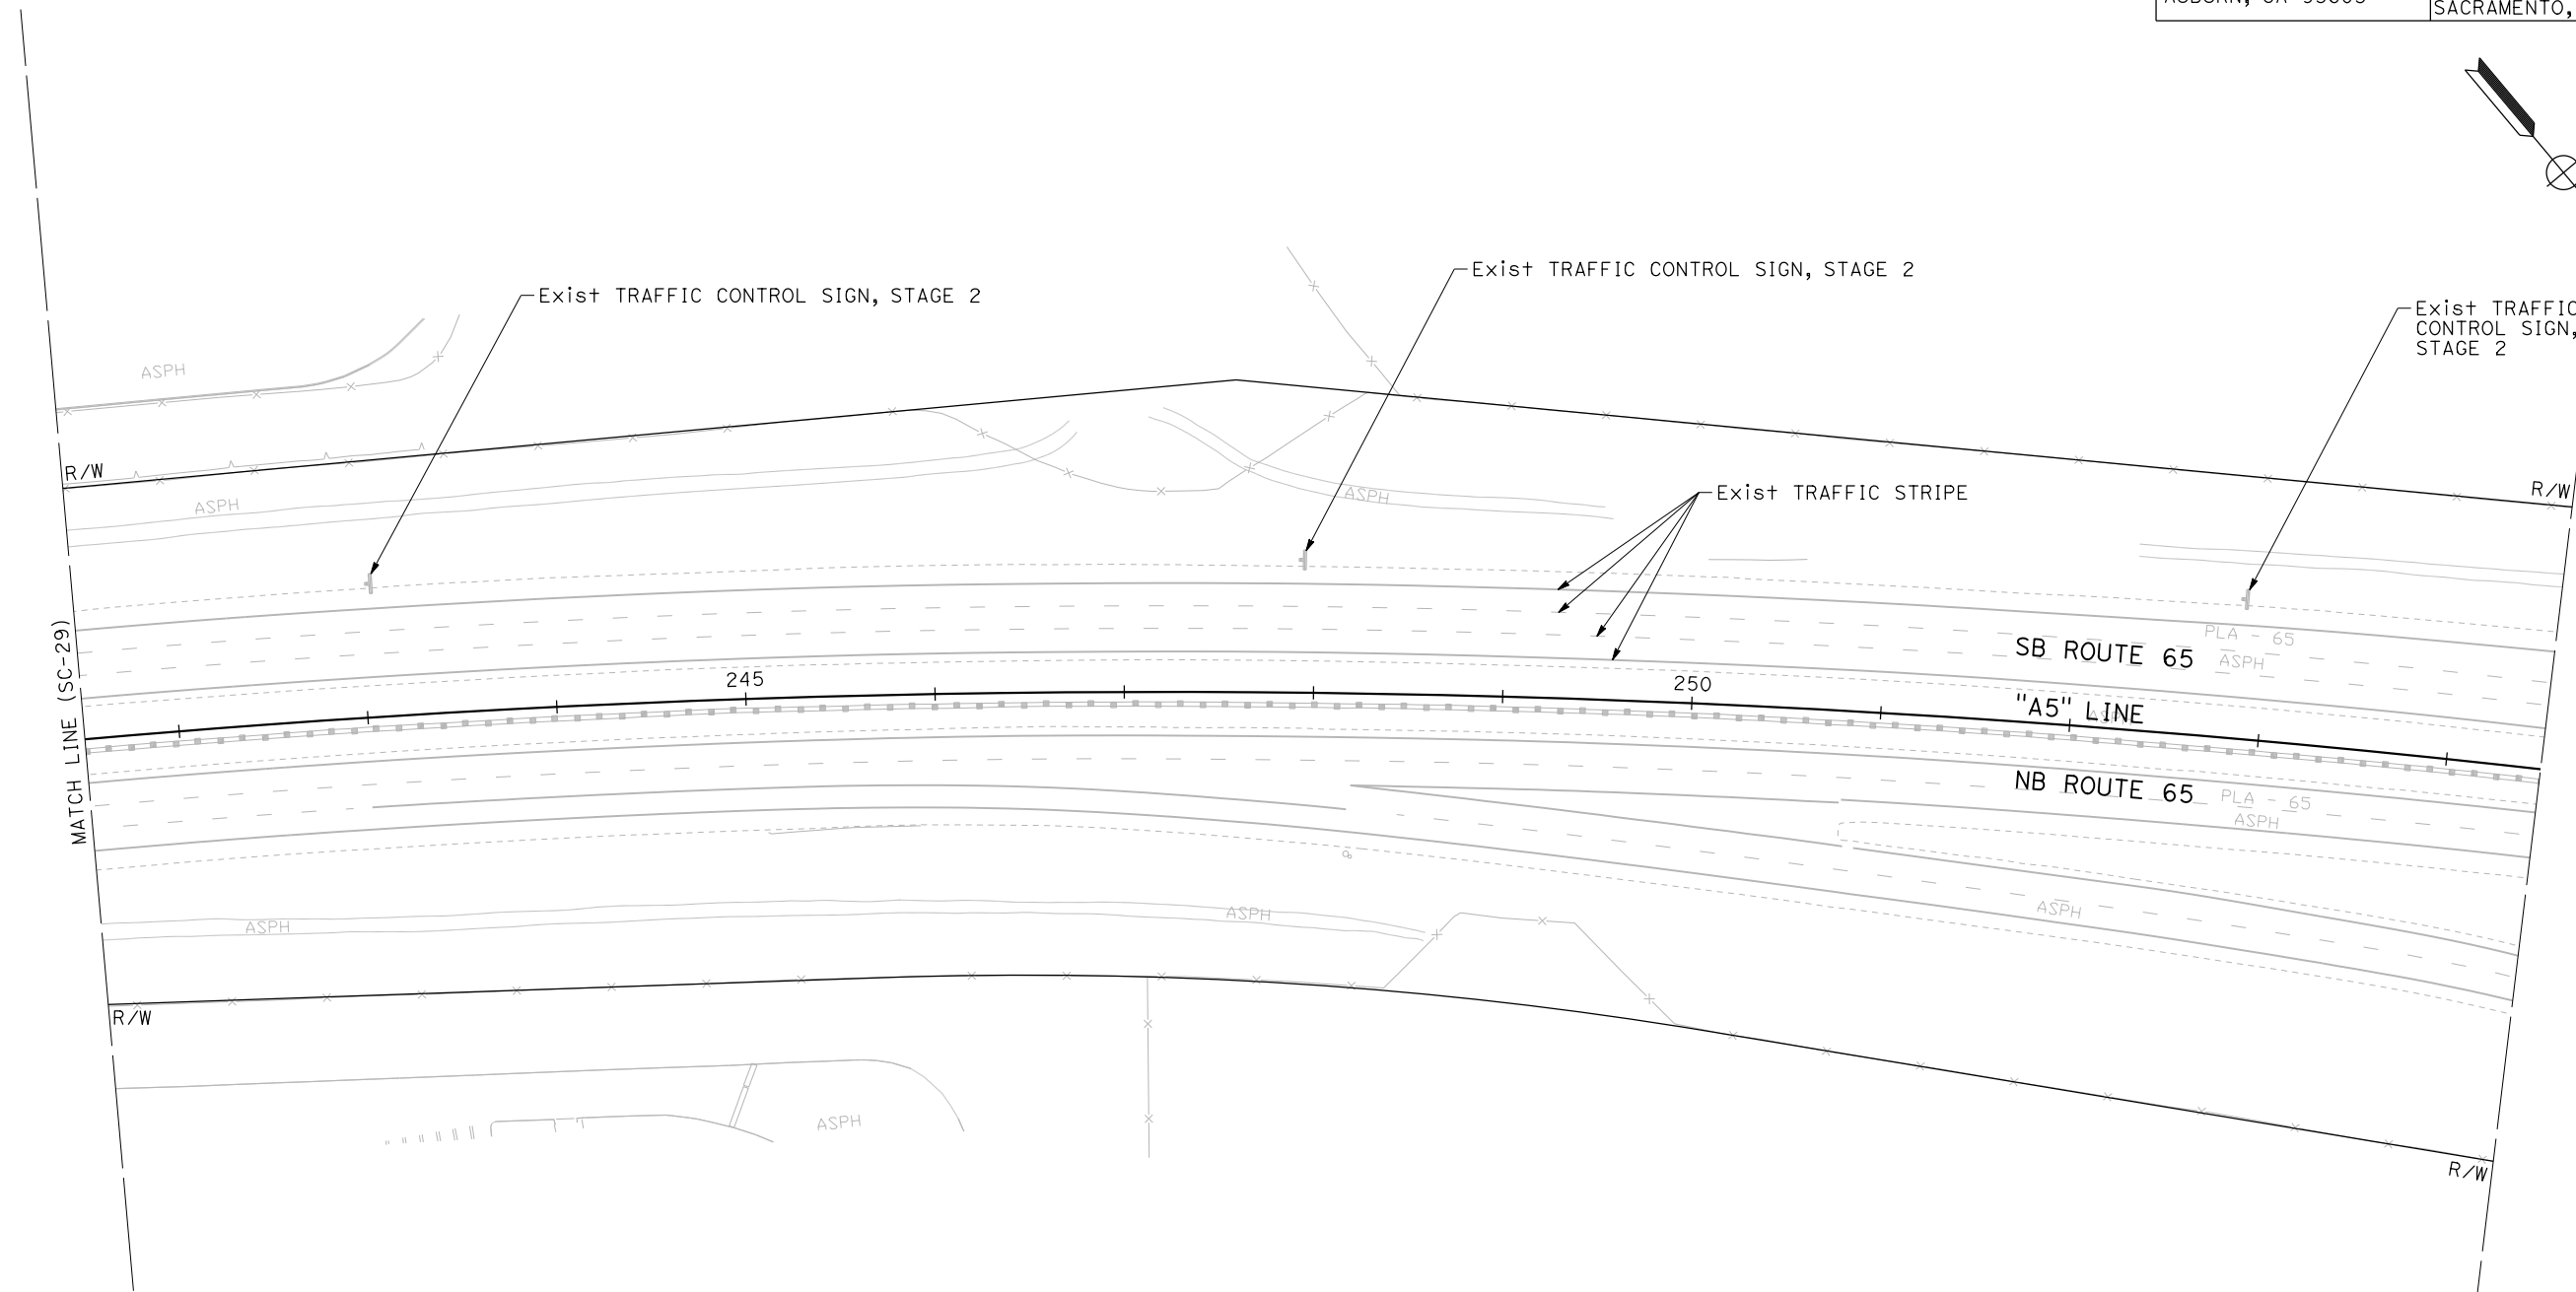 SACRAMENTO,
Exist TRAFFIC CONTROL SIGN, STAGE 2
Exist TRAFFIC CONTROL SIGN, STAGE 2
Exist TRAFFIC
CONTROL SIGN,
STAGE 2
ASPH
R/W
ASPH
ASPH
Exist TRAFFIC STRIPE
R/W
MATCH LINE (SC-29)
245
250
SB ROUTE 65
PLA - 65
ASPH
"A5" LINE
NB ROUTE 65
PLA - 65
ASPH
ASPH
ASPH
ASPH
R/W
ASPH
R/W